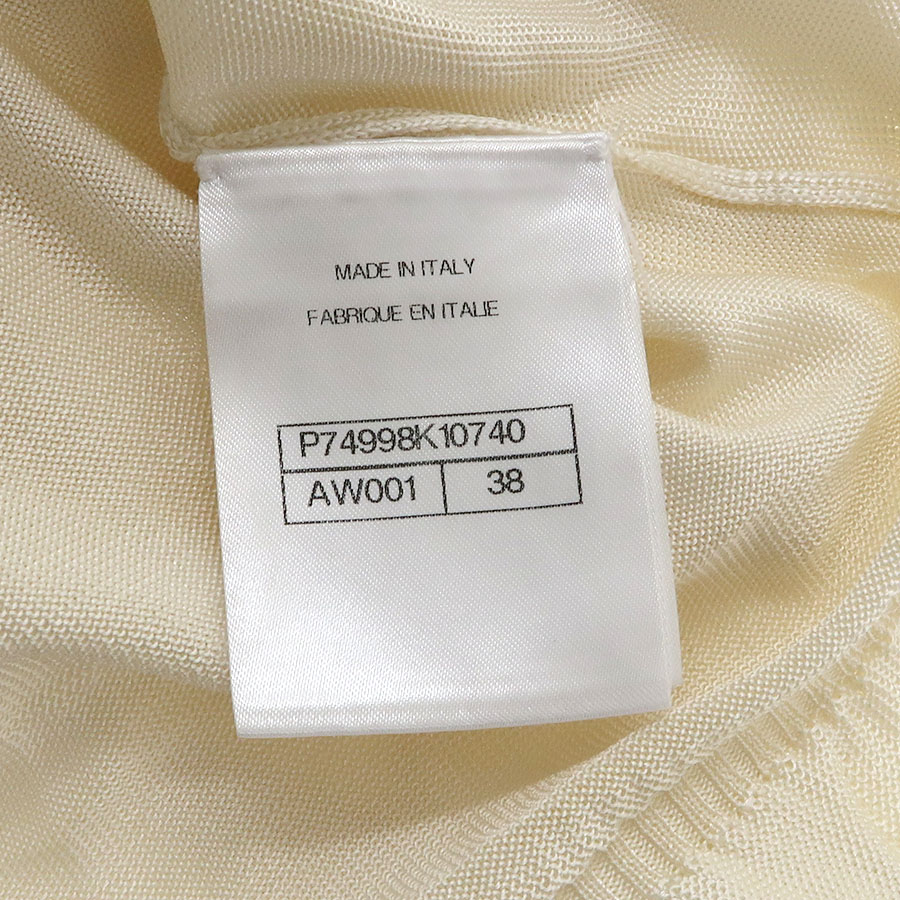 MADE IN ITALY
FABRIQUE EN ITALIE
P74998K10740
AW001 38